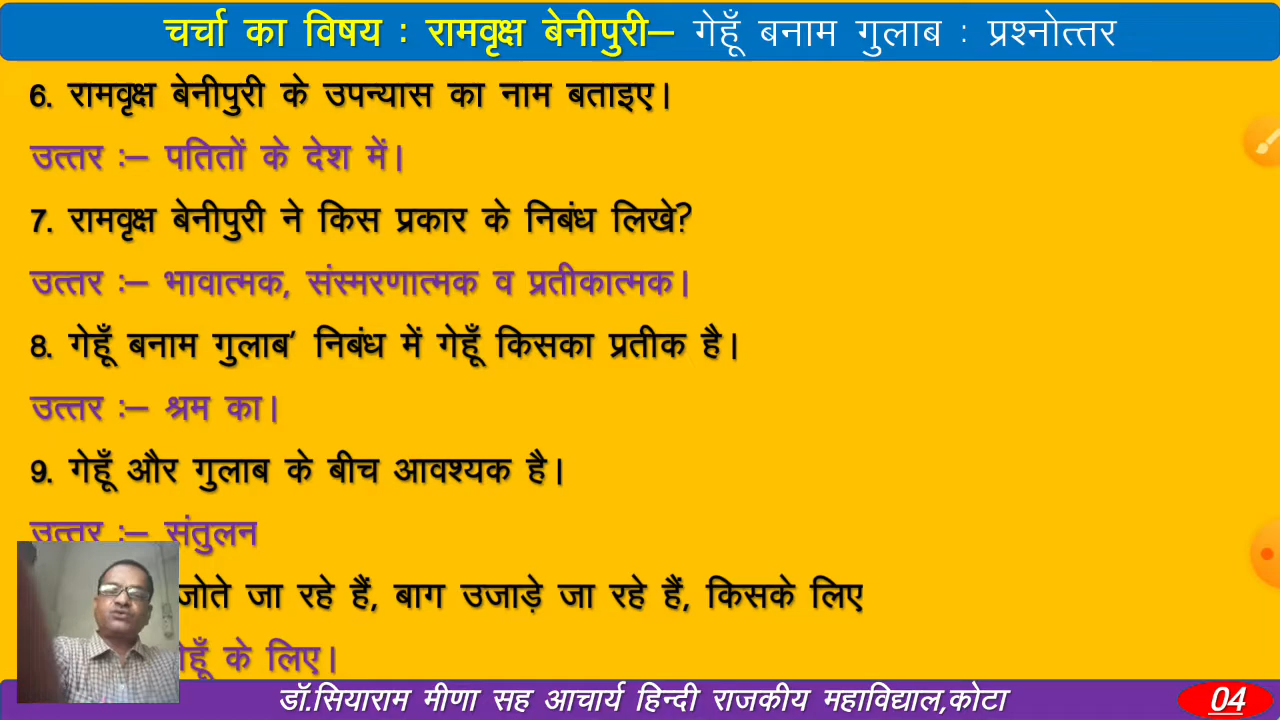 चर्चा का विषय : रामवृक्ष बेनीपुरी– गेहूँ बनाम गुलाब : प्रश्नोत्तर
6. रामवृक्ष बेनीपुरी के उपन्यास का नाम बताइए।
उत्तर :– पतितों के देश में।
7. रामवृक्ष बेनीपुरी ने किस प्रकार के निबंध लिखे?
उत्तर :– भावात्मक, संस्मरणात्मक व प्रतीकात्मक।
8. गेहूँ बनाम गुलाब’ निबंध में गेहूँ किसका प्रतीक है।
उत्तर :– श्रम का।
9. गेहूँ और गुलाब के बीच आवश्यक है।
उत्तर :– संतुलन
जोते जा रहे हैं, बाग उजाड़े जा रहे हैं, किसके लिए
के लिए।
डॉ.सियाराम मीणा सह आचार्य हिन्दी राजकीय महाविद्याल,कोटा
04